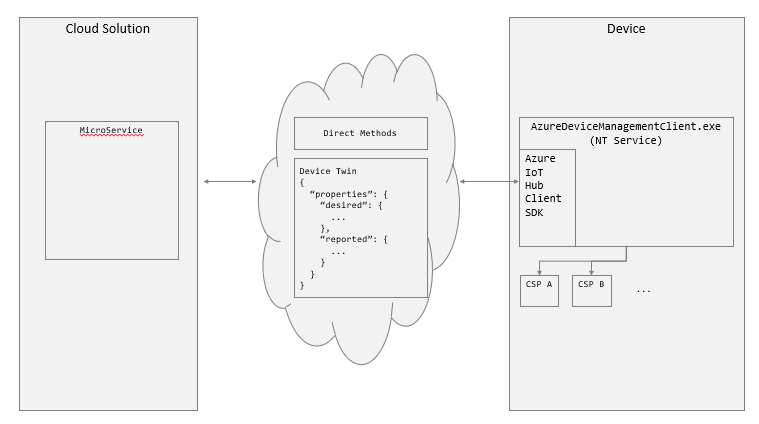 Cloud Solution
MicroService
Direct Methods
Device Twin
{
“properties”: {
“desired”: {
...
},
“reported”: {
...
}
}
}
Device
AzureDeviceManagementClient.exe
(NT Service)
Azure
IoT
Hub
Client
SDK
CSP A
CSP B
...